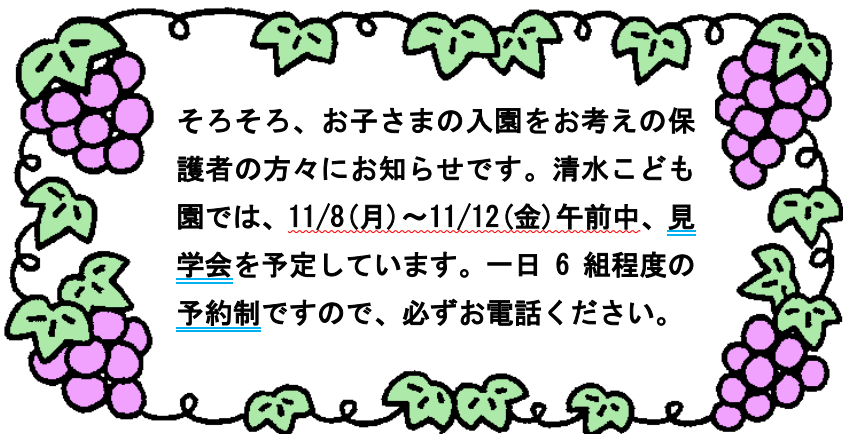 そろそろ、お子さまの入園をお考えの保
護者の方々にお知らせです。清水こども
園では、11/8(月)～11/12(金)午前中、見
学会を予定しています。一日 6 組程度の
予約制ですので、必ずお電話ください。